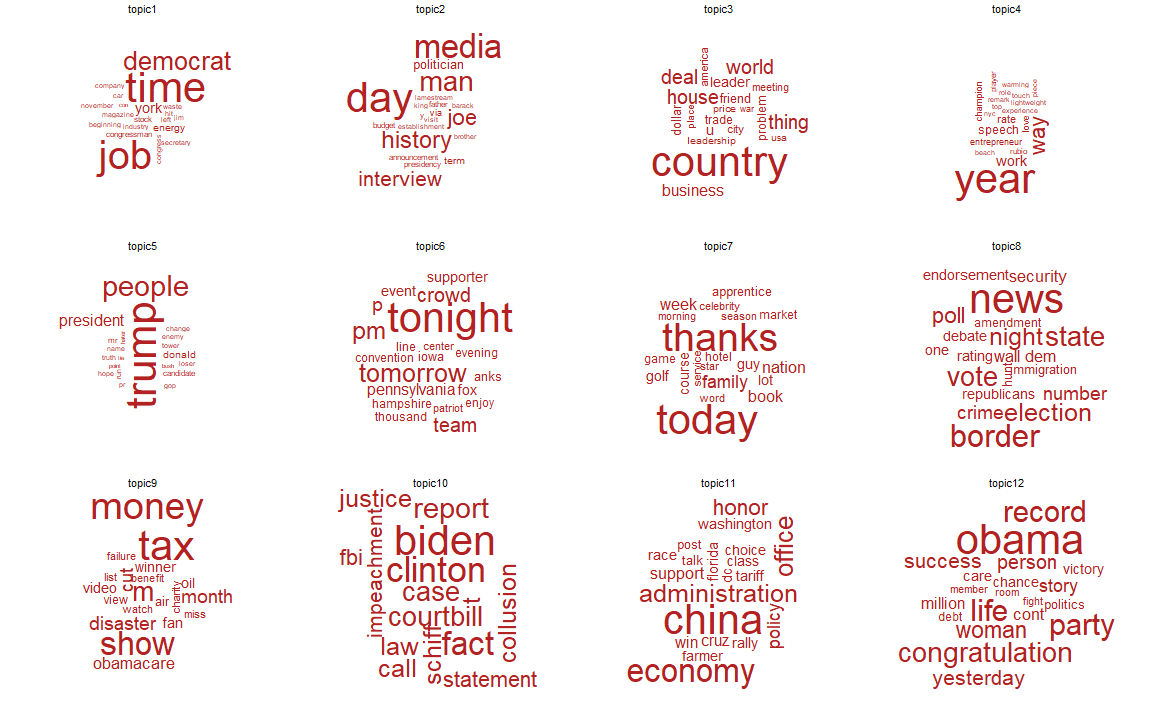 topic1
democrat
company
time
car
november
can
york
waste
magazine
hit
stock
left
jim
beginning
industry
energy
congressman
secretary
congress
job
topic2
media
politician
man
lamestream
day
king
father
barack
via
joe
y
visit
budget
establishment
history
brother
announcement
term
presidency
interview
topic3
america
world
deal
leader
meeting
house
friend
price
war
dollar
place
trade
problem
thing
u
city
usa
leadership
country
business
topic4
player
champion
warming
piece
role
touch
remark
lightweight
top
experience
nyc
rate
love
way
speech
entrepreneur
beach
rubio
work
year
topic5
people
president
trump
change
mr
hotel
enemy
name
tower
truth
lie
donald
point
bush
loser
hope
run
candidate
pr
gop
topic6
supporter
event
crowd
p
tonight
pm
line
center
convention
iowa
evening
tomorrow
anks
pennsylvania
fox
hampshire
patriot
enjoy
thousand
team
topic7
apprentice
week
celebrity
morning
season
market
thanks
game
course
service
hotel
star
guy
nation
golf
family
lot
word
book
today
topic8
endorsement
security
news
poll
amendment
debate
night
state
one
rating
wall
dem
hunt
immigration
vote
republicans
number
crime
election
border
topic9
money
tax
failure
winner
list
cut
benefit
oil
video
m
charity
view
air
month
watch
miss
disaster
fan
show
obamacare
topic10
justice
report
impeachment
biden
fbi
clinton
case
t
collusion
court
bill
law
schiff
fact
call
statement
topic11
honor
washington
office
post
race
talk
florida
choice
class
support
dc
tariff
administration
china
policy
win
cruz
rally
farmer
economy
topic12
record
obama
success
person
victory
care
chance
story
member
room
million
life
fight
politics
debt
cont
woman
party
congratulation
yesterday